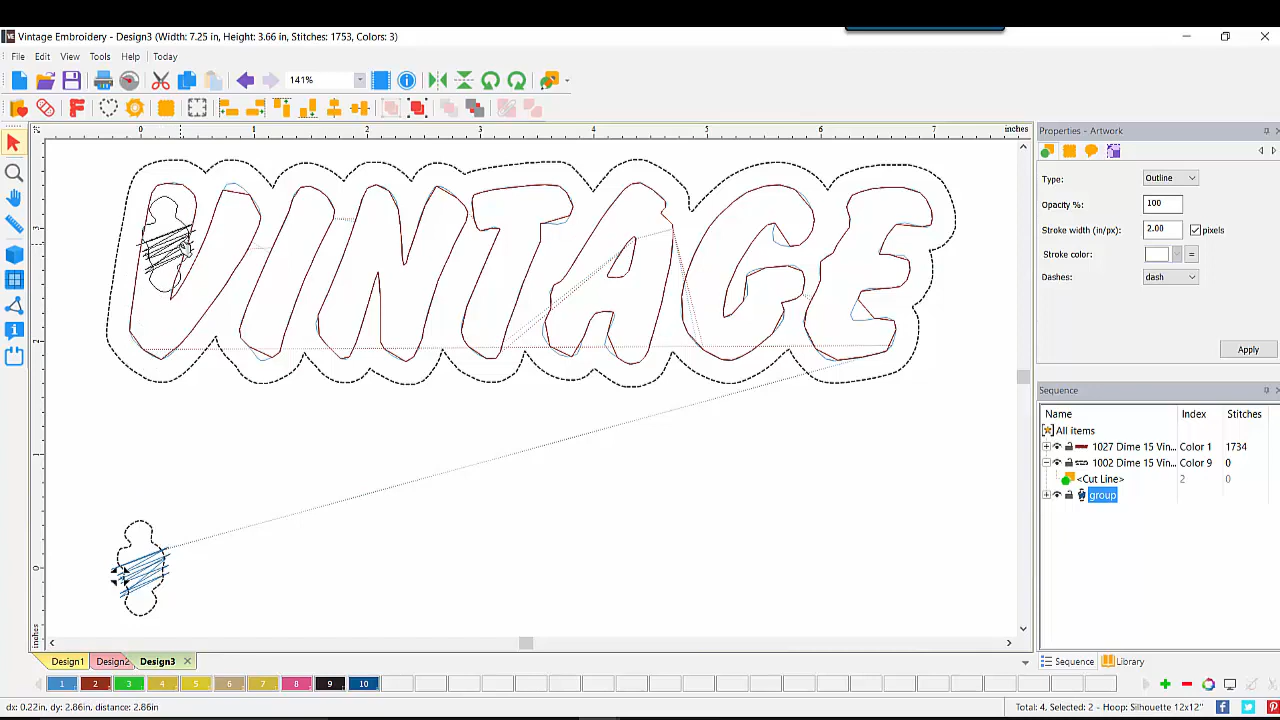 Vintage Embroidery - Design3 (Width: 7.25 in, Height: 3.66 in, Stitches: 1753, Colors: 3)
File Edit View Tools Help Today
141%
0 1 2 3 4 5 6 7 inches
3
2
1
0
inches
VINTAGE
Properties - Artwork
Type: Outline
Opacity %: 100
Stroke width (in/px): 2.00 pixels
Stroke color: =
Dashes: dash
Apply
Sequence
Name Index Stitches
All items
1027 Dime 15 Vin... Color 1 1734
1002 Dime 15 Vin... Color 9 0
<Cut Line> 2 0
group
Design1 Design2 Design3
Sequence Library
1 2 3 4 5 6 7 8 9 10
dx: 0.22in. dy: 2.86in. distance: 2.86in
Total: 4, Selected: 2 - Hoop: Silhouette 12x12"